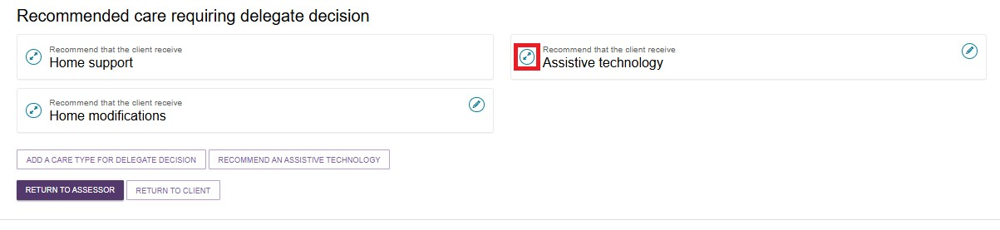 Recommended care requiring delegate decision
Recommend that the client receive
Home support
Recommend that the client receive
Assistive technology
Recommend that the client receive
Home modifications
ADD A CARE TYPE FOR DELEGATE DECISION
RECOMMEND AN ASSISTIVE TECHNOLOGY
RETURN TO ASSESSOR
RETURN TO CLIENT